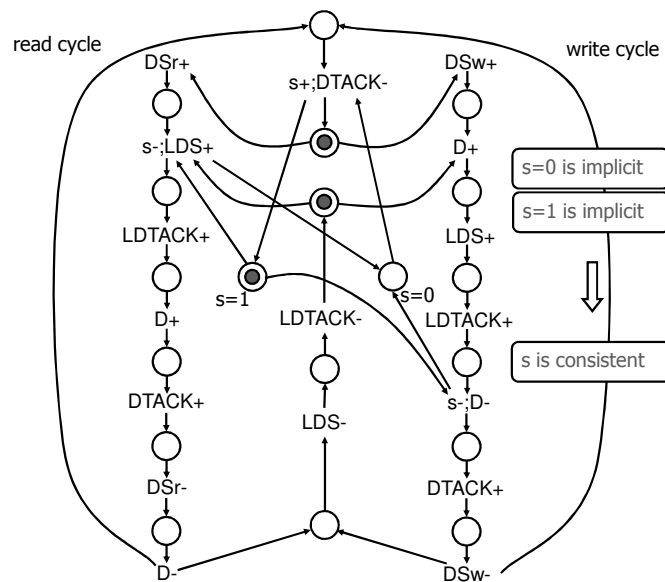 read cycle
write cycle
DSr+
s+;DTACK-
DSw+
s-;LDS+
D+
s=0 is implicit
s=1 is implicit
LDTACK+
LDS+
s=1
s=0
D+
LDTACK-
LDTACK+
s is consistent
DTACK+
s-;D-
LDS-
DSr-
DTACK+
D-
DSw-